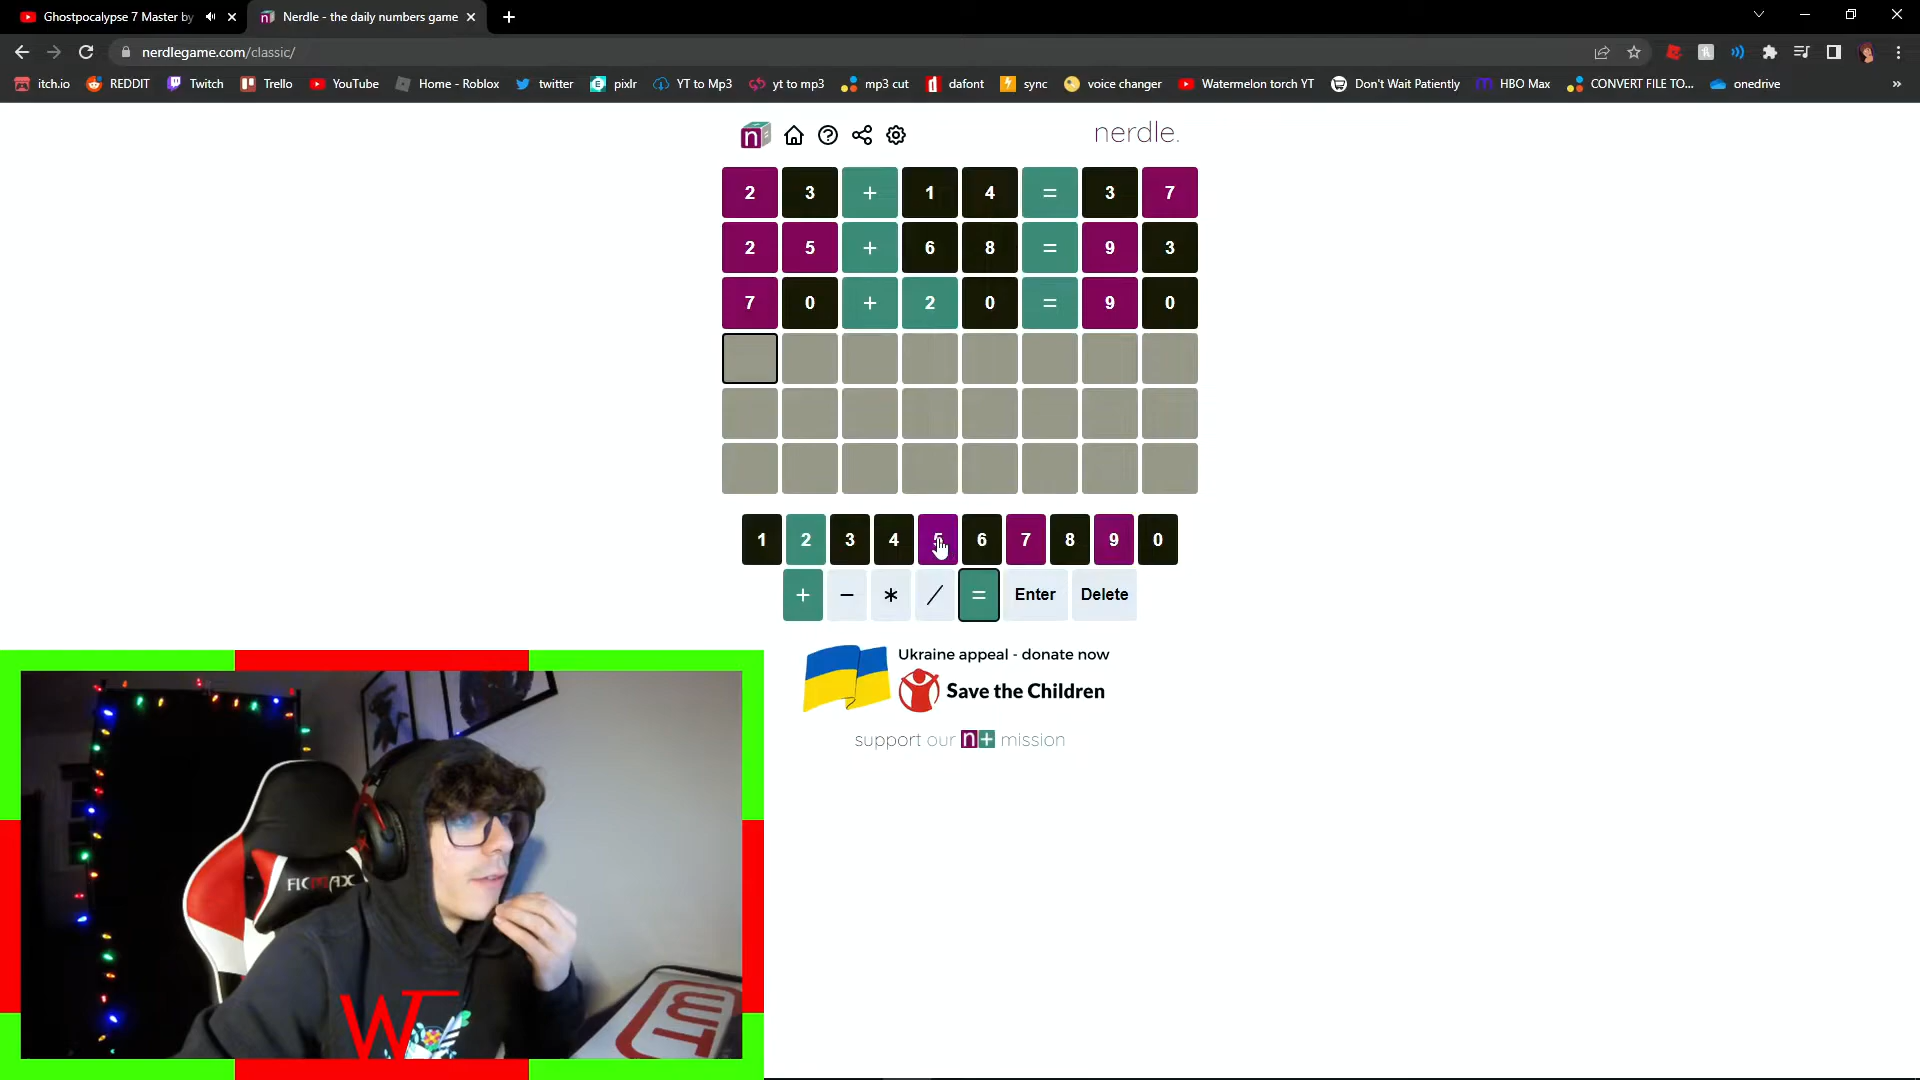 Ghostpocalypse 7 Master by
Nerdle - the daily numbers game
nerdlegame.com/classic/
itch.io REDDIT Twitch Trello YouTube Home - Roblox twitter pixlr YT to Mp3 yt to mp3 mp3 cut dafont sync voice changer Watermelon torch YT Don't Wait Patiently HBO Max CONVERT FILE TO... onedrive
n nerdle.
2 3 + 1 4 = 3 7
2 5 + 6 8 = 9 3
7 0 + 2 0 = 9 0
1 2 3 4 5 6 7 8 9 0
+ - * / = Enter Delete
Ukraine appeal - donate now
Save the Children
support our n+ mission
FICMAX
WT